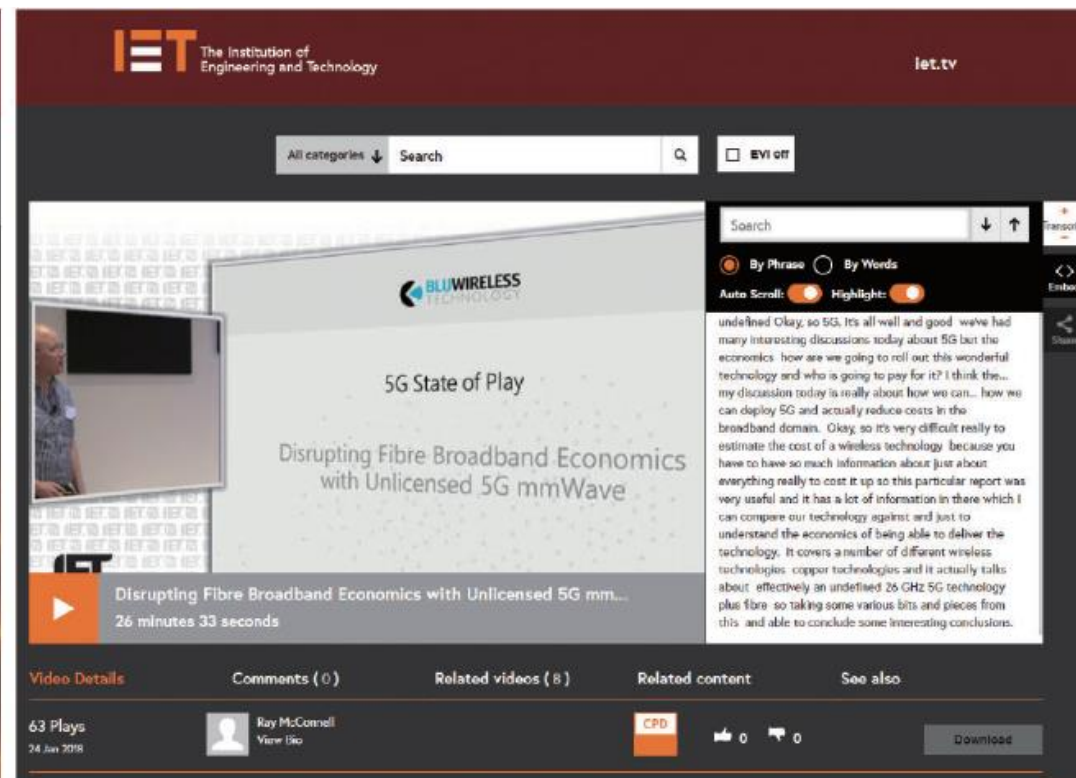 IET The Institution of
Engineering and Technology
iet.tv
All categories ↓ Search
EVI off
BLUWIRELESS
TECHNOLOGY
5G State of Play
Disrupting Fibre Broadband Economics
with Unlicensed 5G mmWave
Disrupting Fibre Broadband Economics with Unlicensed 5G mm...
26 minutes 33 seconds
Search ↓ ↑
By Phrase By Words
Auto Scroll: Highlight:
undefined Okay, so 5G, it's all well and good we've had
many interesting discussions today about 5G but the
economics how are we going to roll out this wonderful
technology and who is going to pay for it? I think the...
my discussion today is really about how we can... how we
can deploy 5G and actually reduce costs in the
broadband domain. Okay, so it's very difficult really to
estimate the cost of a wireless technology because you
have to have so much information about just about
everything really to cost it up so this particular report was
very useful and it has a lot of information in there which I
can compare our technology against and just to
understand the economics of being able to deliver the
technology. It covers a number of different wireless
technologies copper technologies and it actually talks
about effectively an undefined 26 GHz 5G technology
plus fibre so taking some various bits and pieces from
this and able to conclude some interesting conclusions.
Video Details
Comments (0)
Related videos (8)
Related content
See also
63 Plays
24 Jan 2018
Ray McConnell
View Bio
CPD
0
0
Download